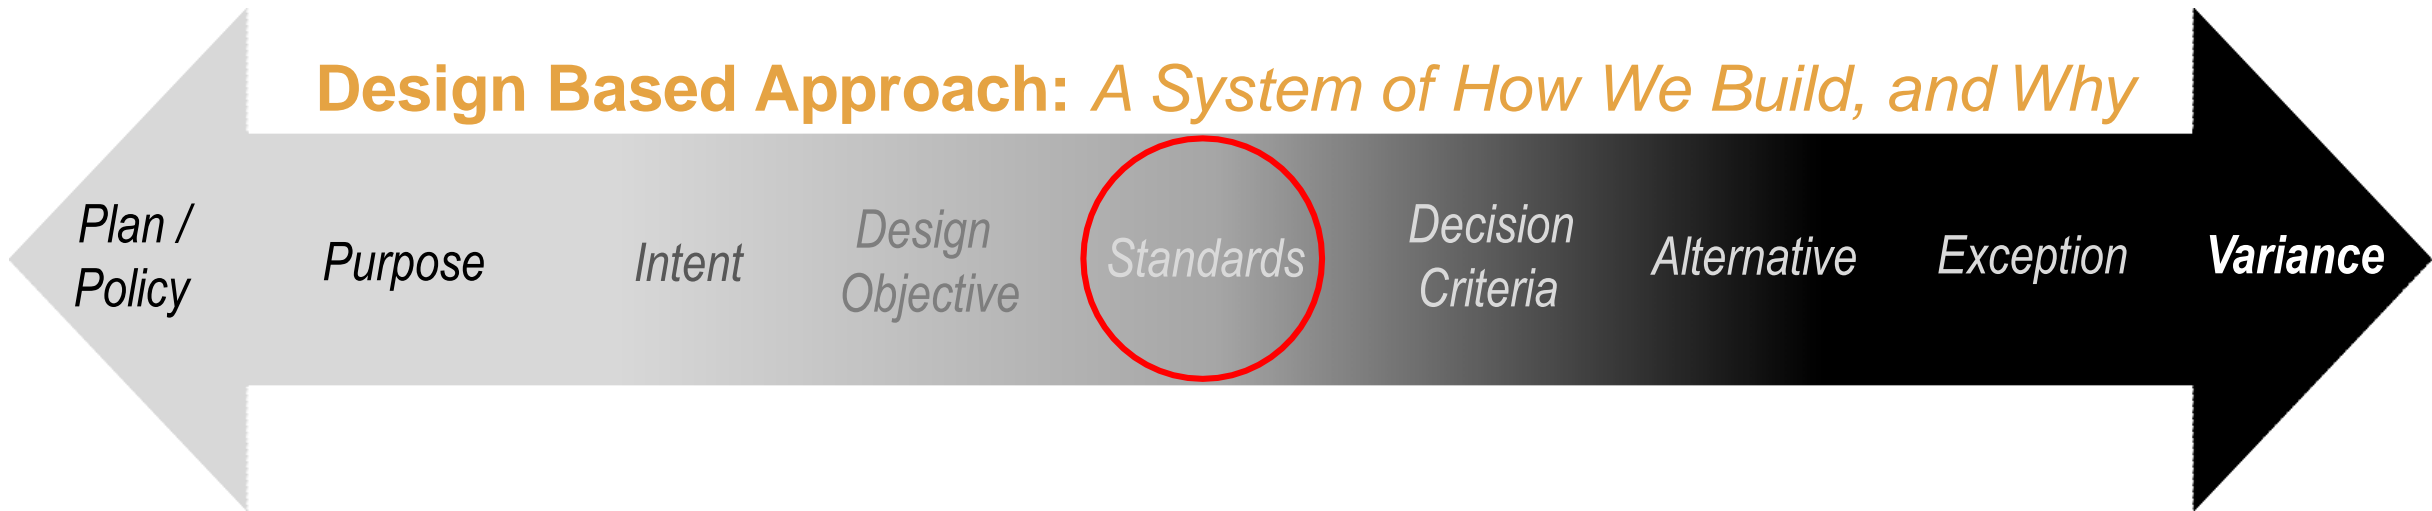 Design Based Approach: A System of How We Build, and Why
Plan /
Policy
Purpose
Intent
Design
Objective
Standards
Decision
Criteria
Alternative
Exception
Variance